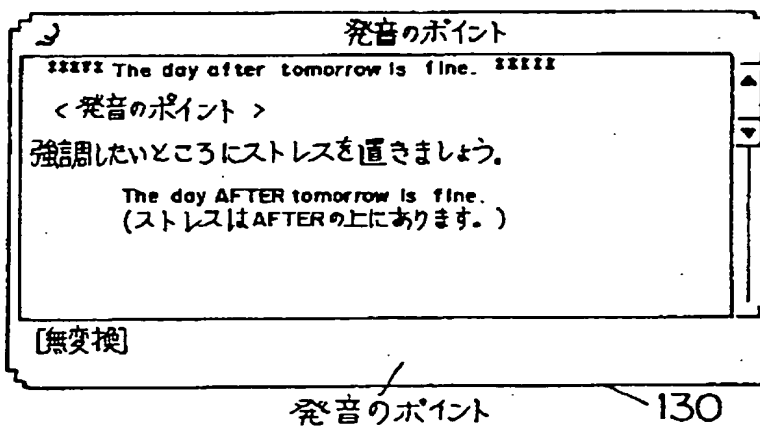 発音のポイント
***** The day after tomorrow is fine. *****
<発音のポイント>
強調したいところにストレスを置きましょう。
The day AFTER tomorrow is fine.
(ストレスはAFTERの上にあります。)
[無変換]
発音のポイント
130